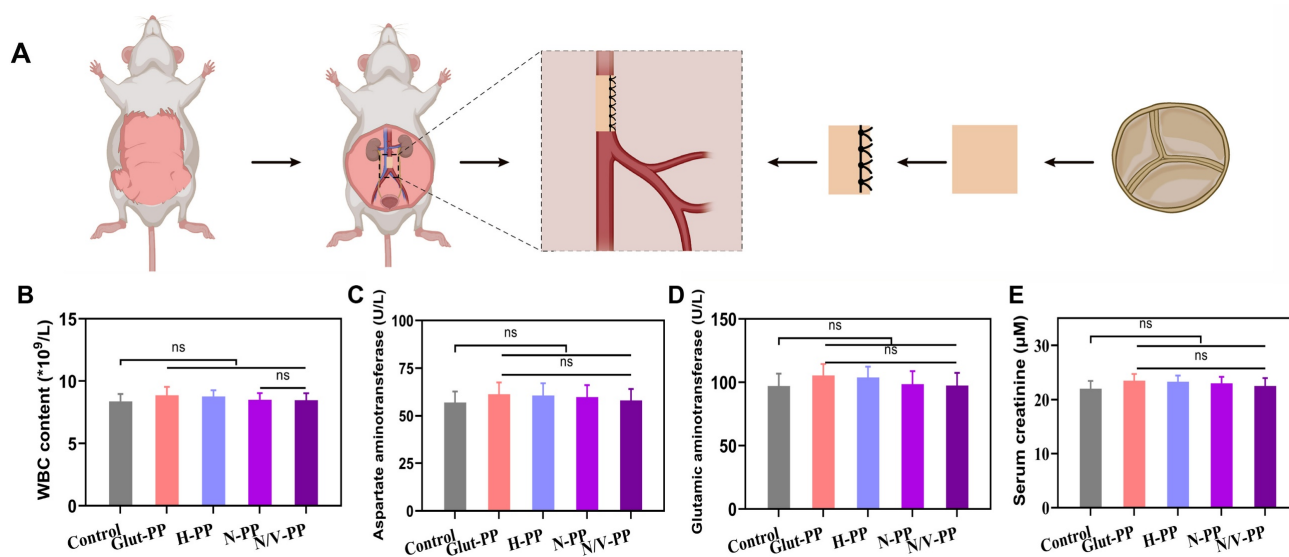 A
B
WBC content (*10⁹/L)
15
10
5
0
ns
ns
Control
Glut-PP
H-PP
N-PP
N/V-PP
C
Aspartate aminotransferase (U/L)
100
75
50
25
0
ns
ns
Control
Glut-PP
H-PP
N-PP
N/V-PP
D
Glutamic aminotransferase (U/L)
150
100
50
0
ns
ns
Control
Glut-PP
H-PP
N-PP
N/V-PP
E
Serum creatinine (μM)
30
20
10
0
ns
ns
Control
Glut-PP
H-PP
N-PP
N/V-PP